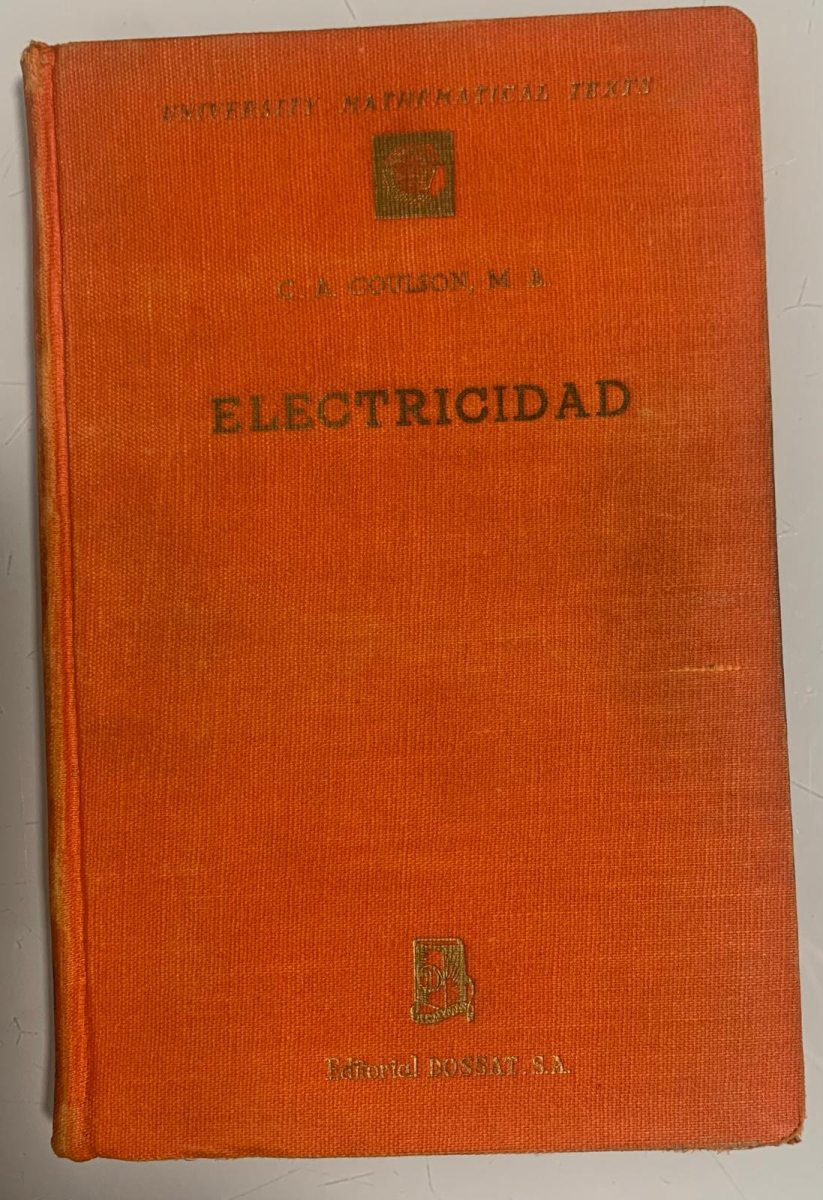 UNIVERSITY MATHEMATICAL TEXTS
C. A. COULSON, M. A.
ELECTRICIDAD
Editorial DOSSAT. S.A.